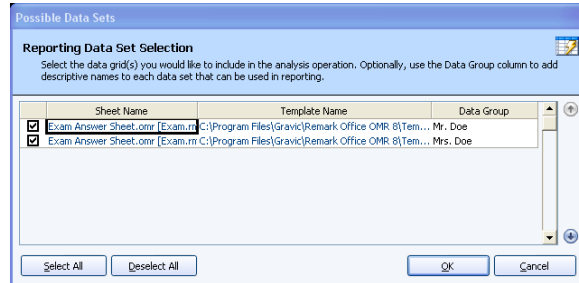 Possible Data Sets
Reporting Data Set Selection
Select the data grid(s) you would like to include in the analysis operation. Optionally, use the Data Group column to add
descriptive names to each data set that can be used in reporting.
Sheet Name Template Name Data Group
Exam Answer Sheet.omr [Exam.rm C:\Program Files\Gravic\Remark Office OMR 8\Tem... Mr. Doe
Exam Answer Sheet.omr [Exam.rm C:\Program Files\Gravic\Remark Office OMR 8\Tem... Mrs. Doe
Select All Deselect All OK Cancel